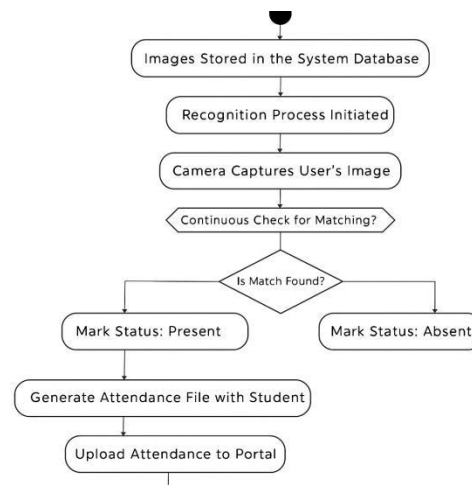 Images Stored in the System Database
Recognition Process Initiated
Camera Captures User's Image
Continuous Check for Matching?
Is Match Found?
Mark Status: Present
Mark Status: Absent
Generate Attendance File with Student
Upload Attendance to Portal